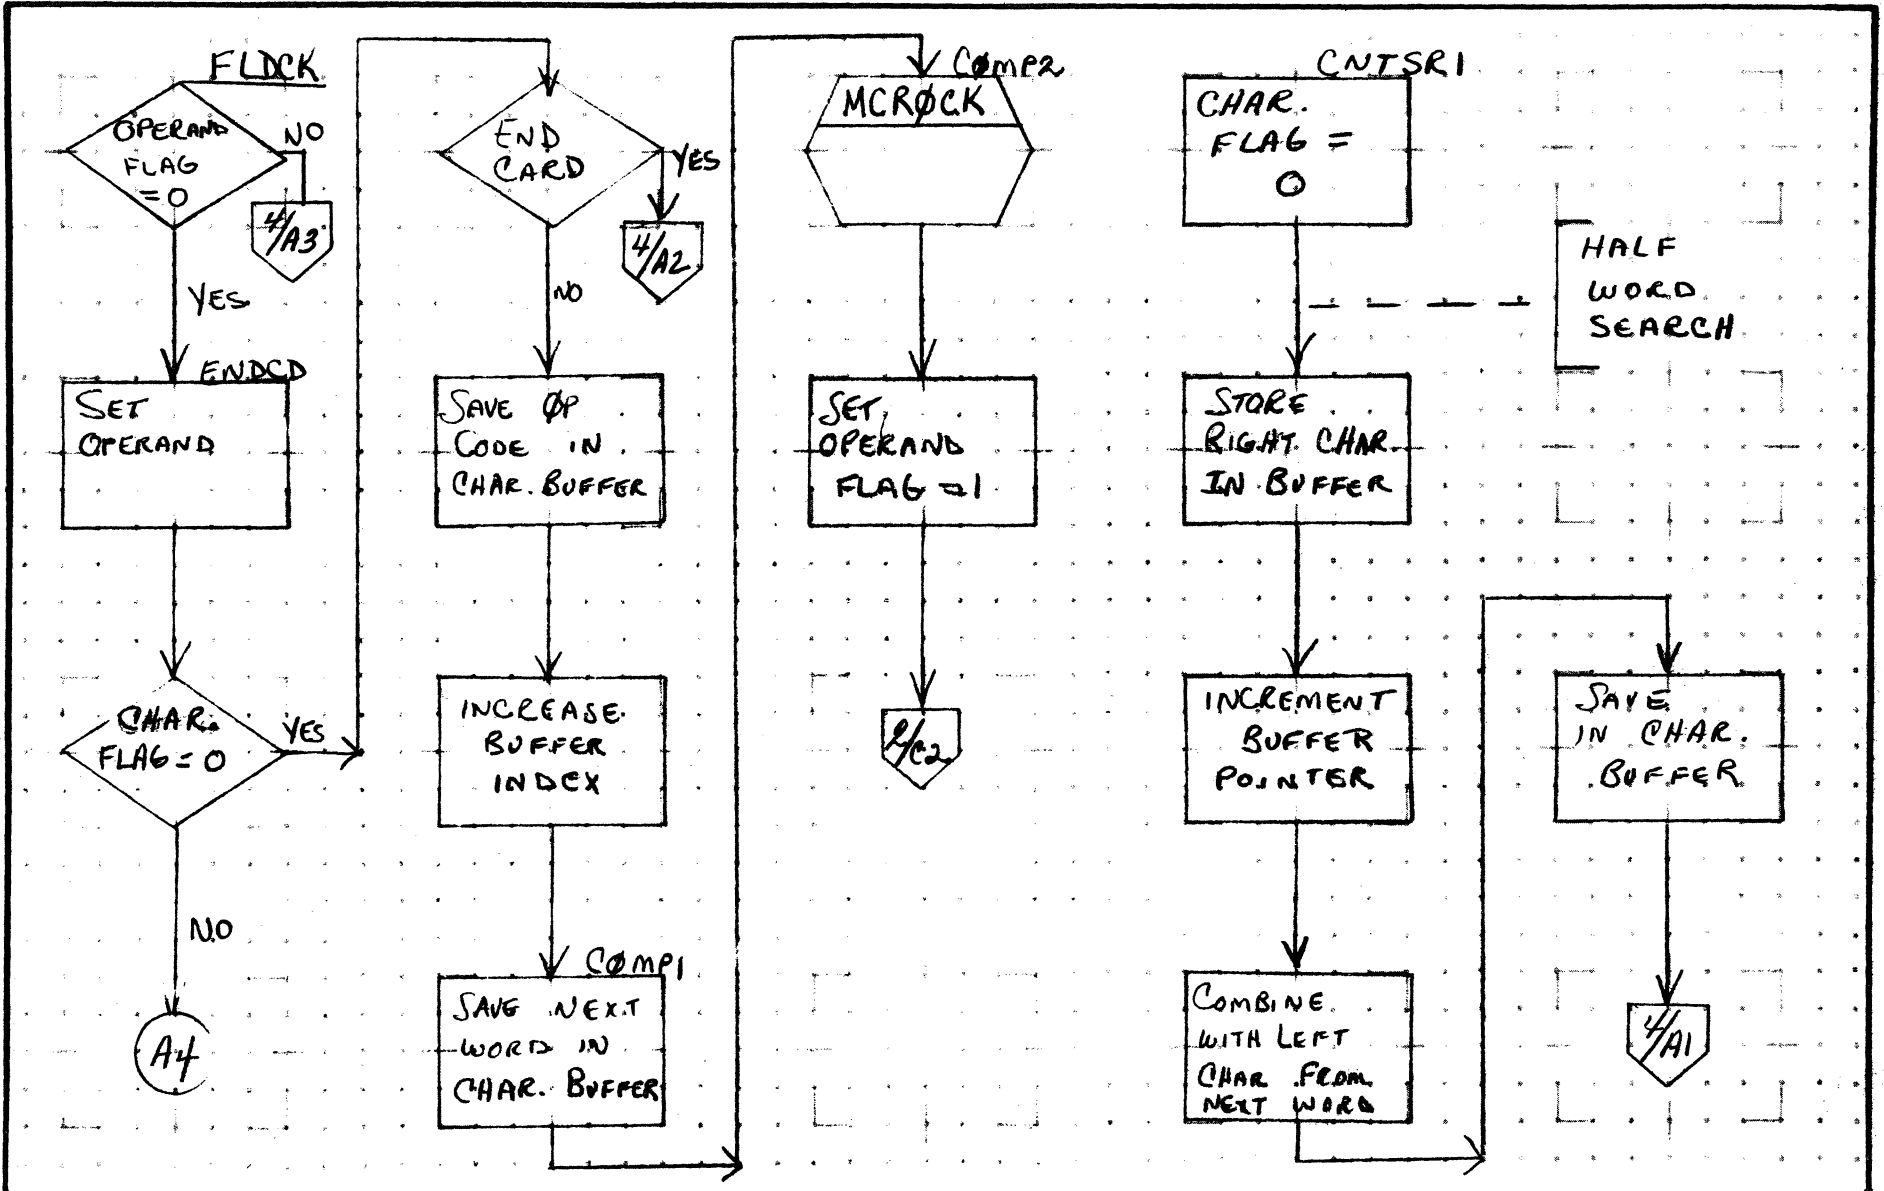 FLDCK
OPERAND
FLAG
= 0
NO
4/A3
YES
ENDCD
SET
OPERAND
CHAR.
FLAG = 0
YES
NO
A4
END
CARD
YES
4/A2
NO
SAVE ØP
CODE IN
CHAR. BUFFER
INCREASE
BUFFER
INDEX
CØMP1
SAVE NEXT
WORD IN
CHAR. BUFFER
CØMP2
MCRØCK
SET
OPERAND
FLAG = 1
2/C2
CNTSR1
CHAR.
FLAG =
0
HALF
WORD
SEARCH
STORE
RIGHT CHAR.
IN BUFFER
INCREMENT
BUFFER
POINTER
COMBINE
WITH LEFT
CHAR FROM
NEXT WORD
SAVE
IN CHAR.
BUFFER
4/A1